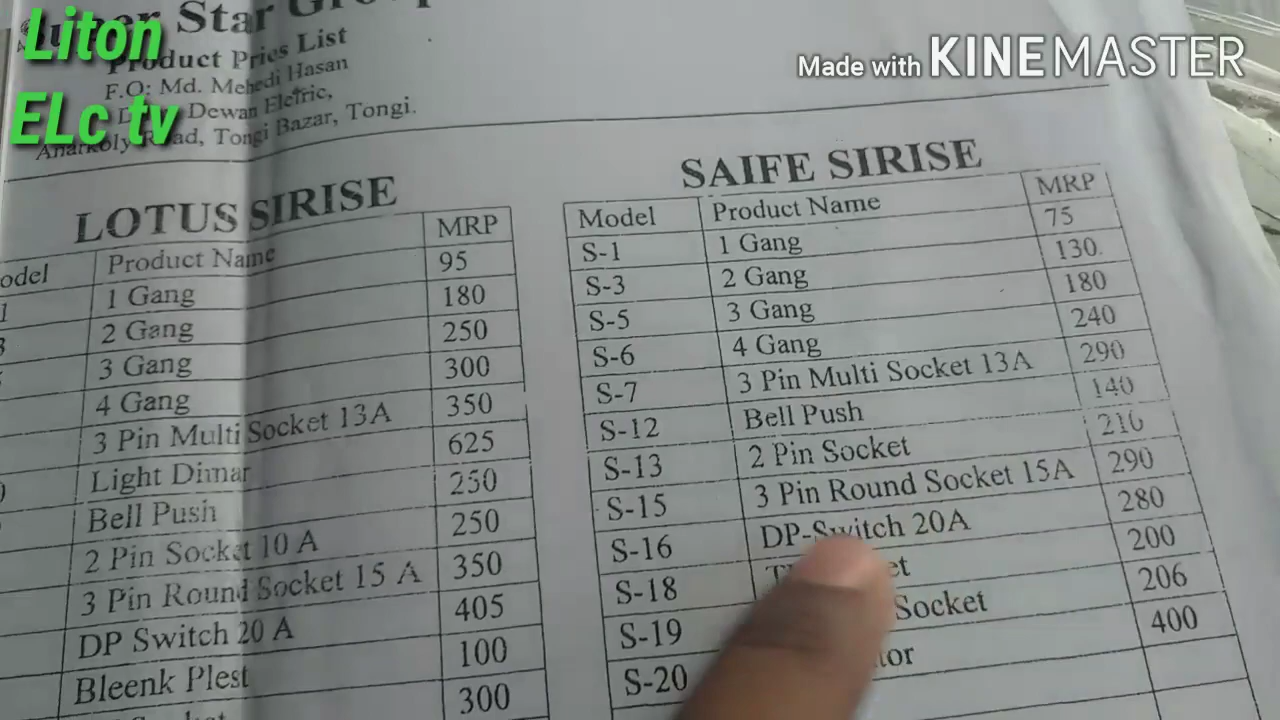 Liton
ELc tv
Made with KINEMASTER
Super Star Group
Product Pries List
F.O: Md. Mehedi Hasan
Dewan Elctric,
Anarkoly Road, Tongi Bazar, Tongi.
LOTUS SIRISE
Product Name MRP
1 Gang 95
2 Gang 180
3 Gang 250
4 Gang 300
3 Pin Multi Socket 13A 350
Light Dimar 625
Bell Push 250
2 Pin Socket 10 A 250
3 Pin Round Socket 15 A 350
DP Switch 20 A 405
Bleenk Plest 100
300
SAIFE SIRISE
Model Product Name MRP
S-1 1 Gang 75
S-3 2 Gang 130
S-5 3 Gang 180
S-6 4 Gang 240
S-7 3 Pin Multi Socket 13A 290
S-12 Bell Push 140
S-13 2 Pin Socket 216
S-15 3 Pin Round Socket 15A 290
S-16 DP-Switch 20A 280
S-18 200
S-19 Socket 206
S-20 400